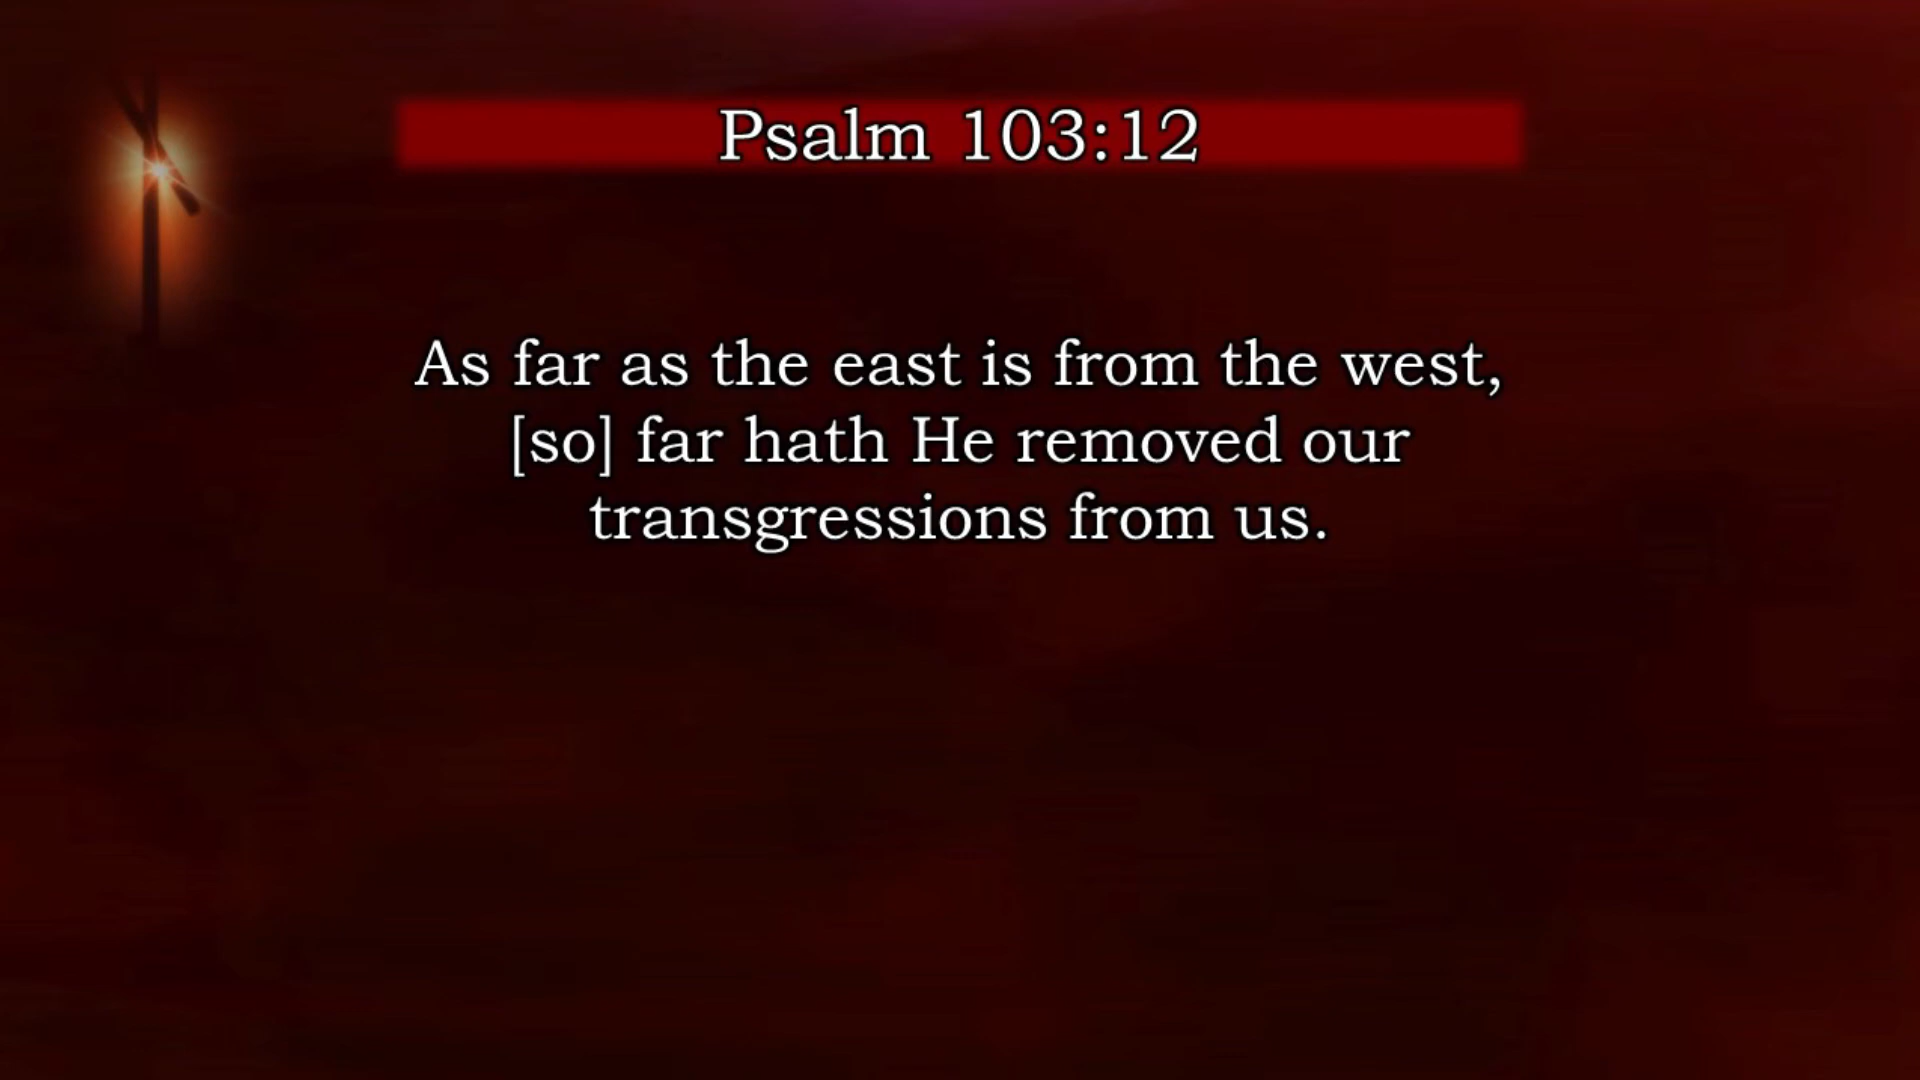 Psalm 103:12
As far as the east is from the west,
[so] far hath He removed our
transgressions from us.